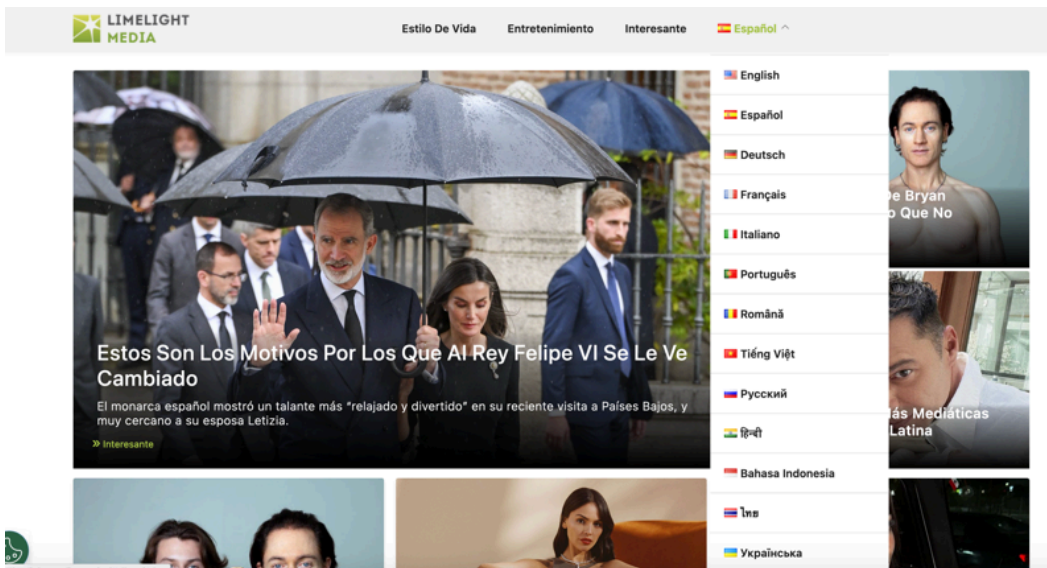 LIMELIGHT
MEDIA
Estilo De Vida
Entretenimiento
Interesante
Español
English
Español
Deutsch
Français
Italiano
Português
Română
Tiếng Việt
Русский
हिन्दी
Bahasa Indonesia
ไทย
Українська
Estos Son Los Motivos Por Los Que Al Rey Felipe VI Se Le Ve
Cambiado
El monarca español mostró un talante más “relajado y divertido” en su reciente visita a Países Bajos, y
muy cercano a su esposa Letizia.
» Interesante
De Bryan
o Que No
Más Mediáticas
Latina